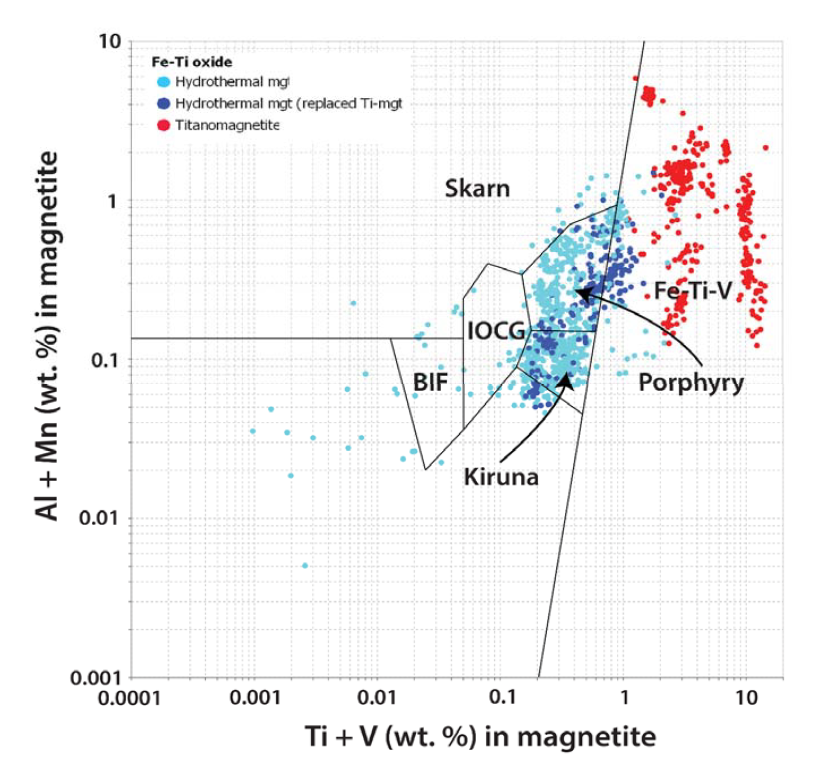 10
Fe-Ti oxide
Hydrothermal mgt
Hydrothermal mgt (replaced Ti-mgt
Titanomagnetite
Skarn
1
Fe-Ti-V
IOCG
0.1
BIF
Porphyry
Kiruna
0.01
0.001
0.0001
0.001
0.01
0.1
1
10
Al + Mn (wt. %) in magnetite
Ti + V (wt. %) in magnetite